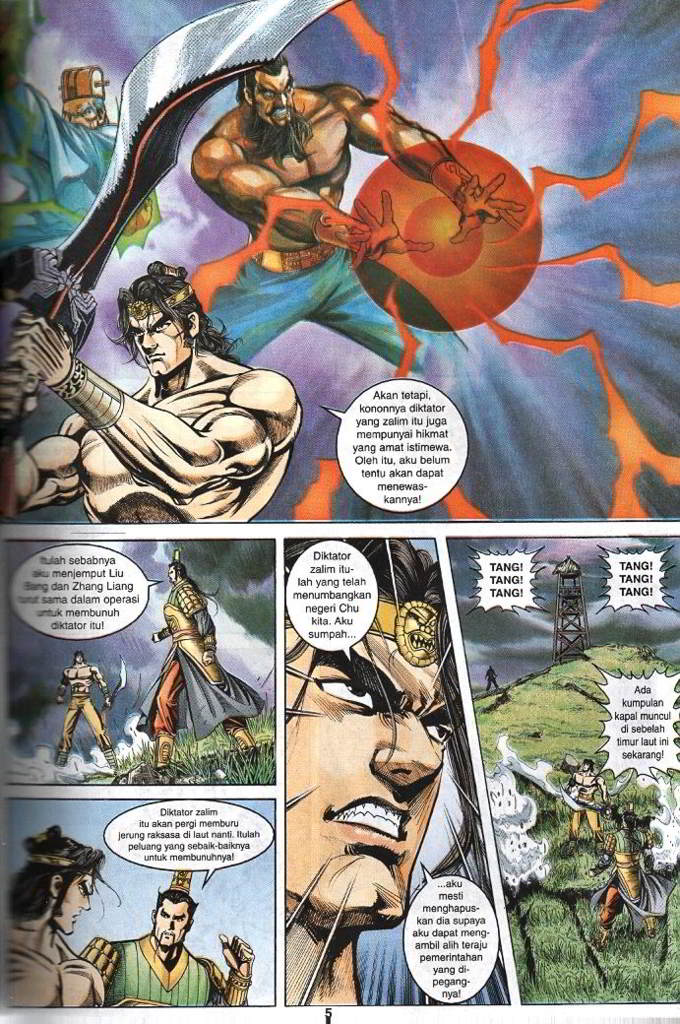 Akan tetapi,
kononnya diktator
yang zalim itu juga
mempunyai hikmat
yang amat istimewa.
Oleh itu, aku belum
tentu akan dapat
menewas-
kannya!
Itulah sebabnya
aku menjemput Liu
Bang dan Zhang Liang
turut sama dalam operasi
untuk membunuh
diktator itu!
Diktator zalim
itu akan pergi memburu
jerung raksasa di laut nanti. Itulah
peluang yang sebaik-baiknya
untuk membunuhnya!
Diktator
zalim itu-
lah yang telah
menumbangkan
negeri Chu
kita. Aku
sumpah...
...aku
mesti
menghapus-
kan dia supaya
aku dapat meng-
ambil alih teraju
pemerintahan
yang di-
pegang-
nya!
TANG!
TANG!
TANG!
TANG!
TANG!
TANG!
Ada
kumpulan
kapal muncul
di sebelah
timur laut ini
sekarang!
5